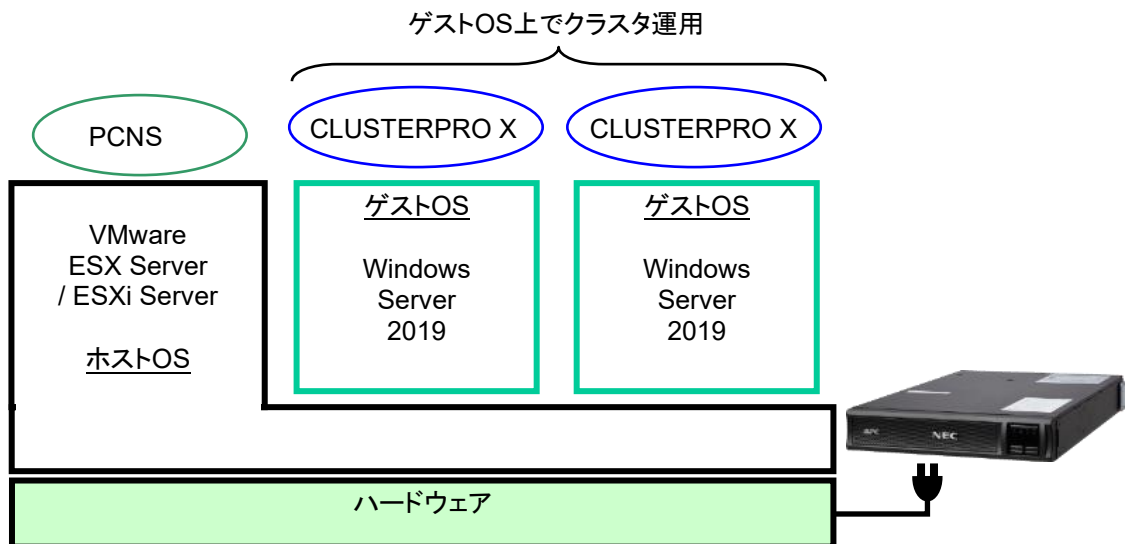 ゲストOS上でクラスタ運用
PCNS
CLUSTERPRO X
CLUSTERPRO X
VMware
ESX Server
/ ESXi Server
ホストOS
ゲストOS
Windows
Server
2019
ゲストOS
Windows
Server
2019
APC
NEC
ハードウェア